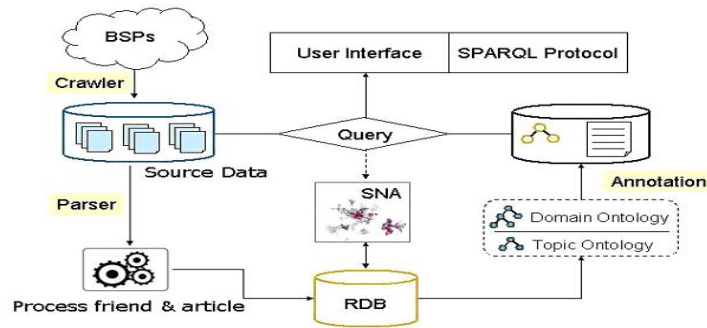 BSPs
User Interface
SPARQL Protocol
Crawler
Query
Source Data
Annotation
Parser
SNA
Domain Ontology
Topic Ontology
Process friend & article
RDB